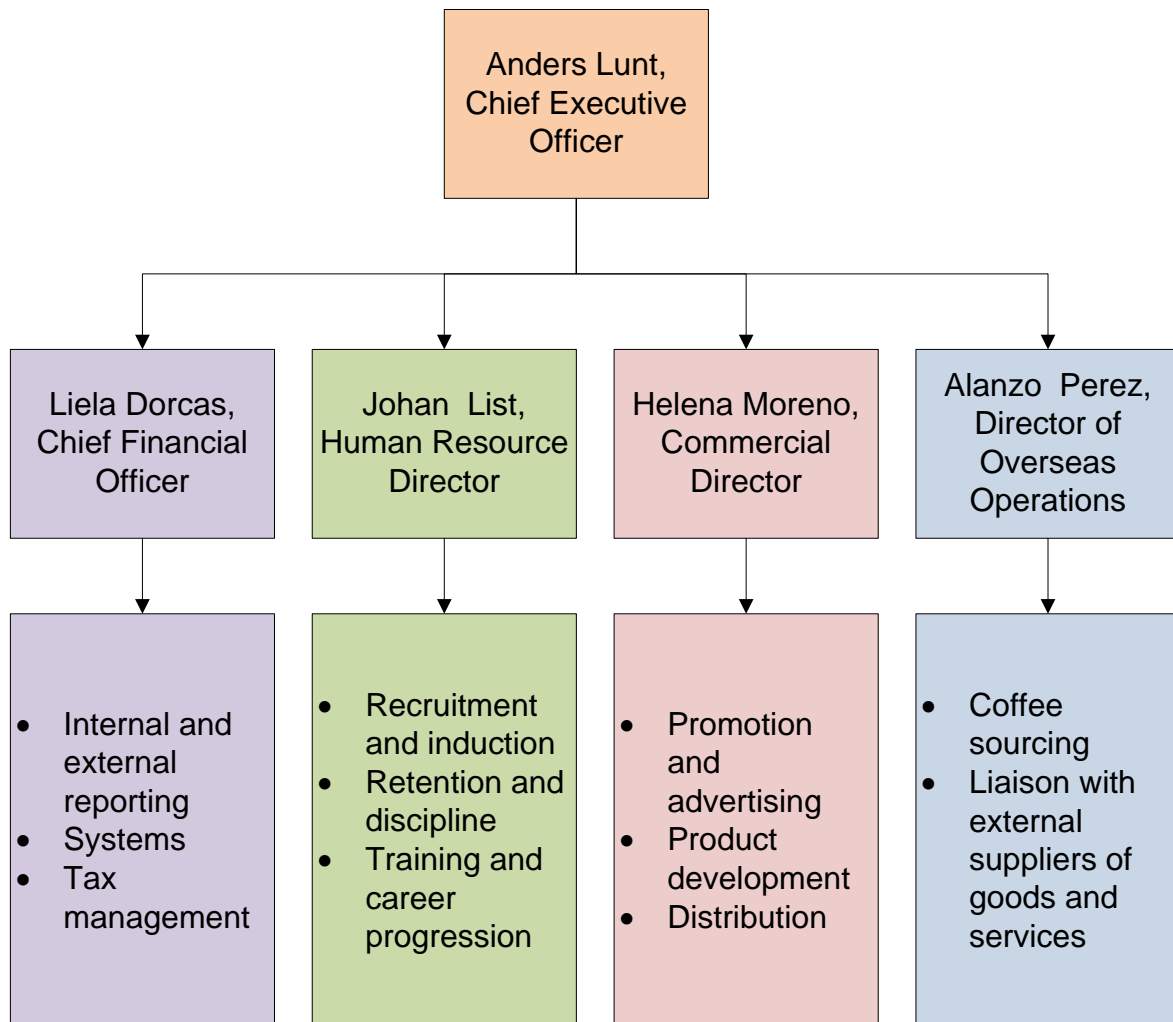 Anders Lunt,
Chief Executive
Officer
Liela Dorcas,
Chief Financial
Officer
Johan List,
Human Resource
Director
Helena Moreno,
Commercial
Director
Alanzo Perez,
Director of
Overseas
Operations
• Internal and
external
reporting
• Systems
• Tax
management
• Recruitment
and induction
• Retention and
discipline
• Training and
career
progression
• Promotion
and
advertising
• Product
development
• Distribution
• Coffee
sourcing
• Liaison with
external
suppliers of
goods and
services